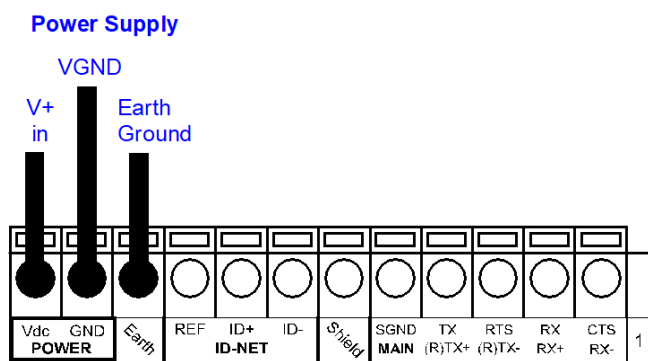 Power Supply
VGND
V+ in
Earth Ground
Vdc GND Earth REF ID+ ID- Shield SGND TX RTS RX CTS 1
POWER ID-NET MAIN (R)TX+ (R)TX- RX+ RX-